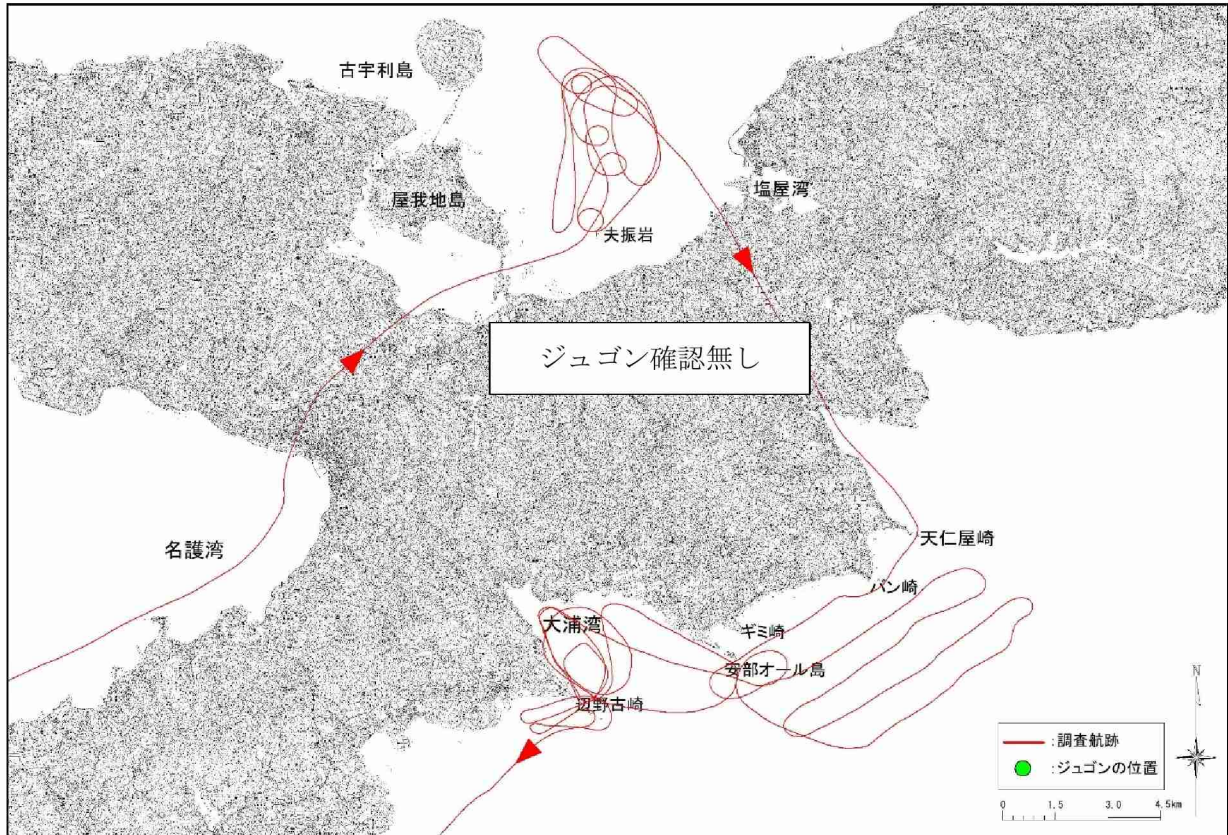 古宇利島
屋我地島
塩屋湾
夫振岩
ジュゴン確認無し
名護湾
天仁屋崎
バン崎
大浦湾
ギミ崎
安部オール島
辺野古崎
N
:調査航跡
:ジュゴンの位置
0 1.5 3.0 4.5km